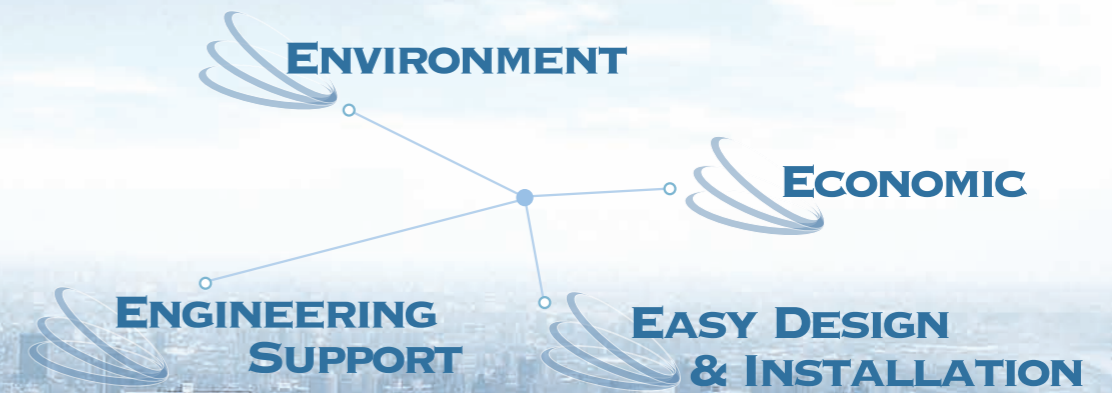 ENVIRONMENT
ECONOMIC
ENGINEERING
SUPPORT
EASY DESIGN
& INSTALLATION